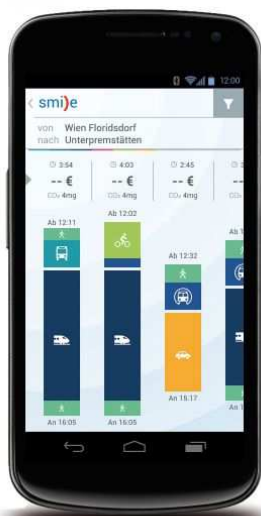 12:00
smi)e
von Wien Floridsdorf
nach Unterpremstätten
3:54 4:03 2:45
-- € -- € -- €
CO₂ 4mg CO₂ 4mg CO₂ 4mg
Ab 12:11 Ab 12:02
Ab 12:32
An 15:17
An 16:05 An 16:05